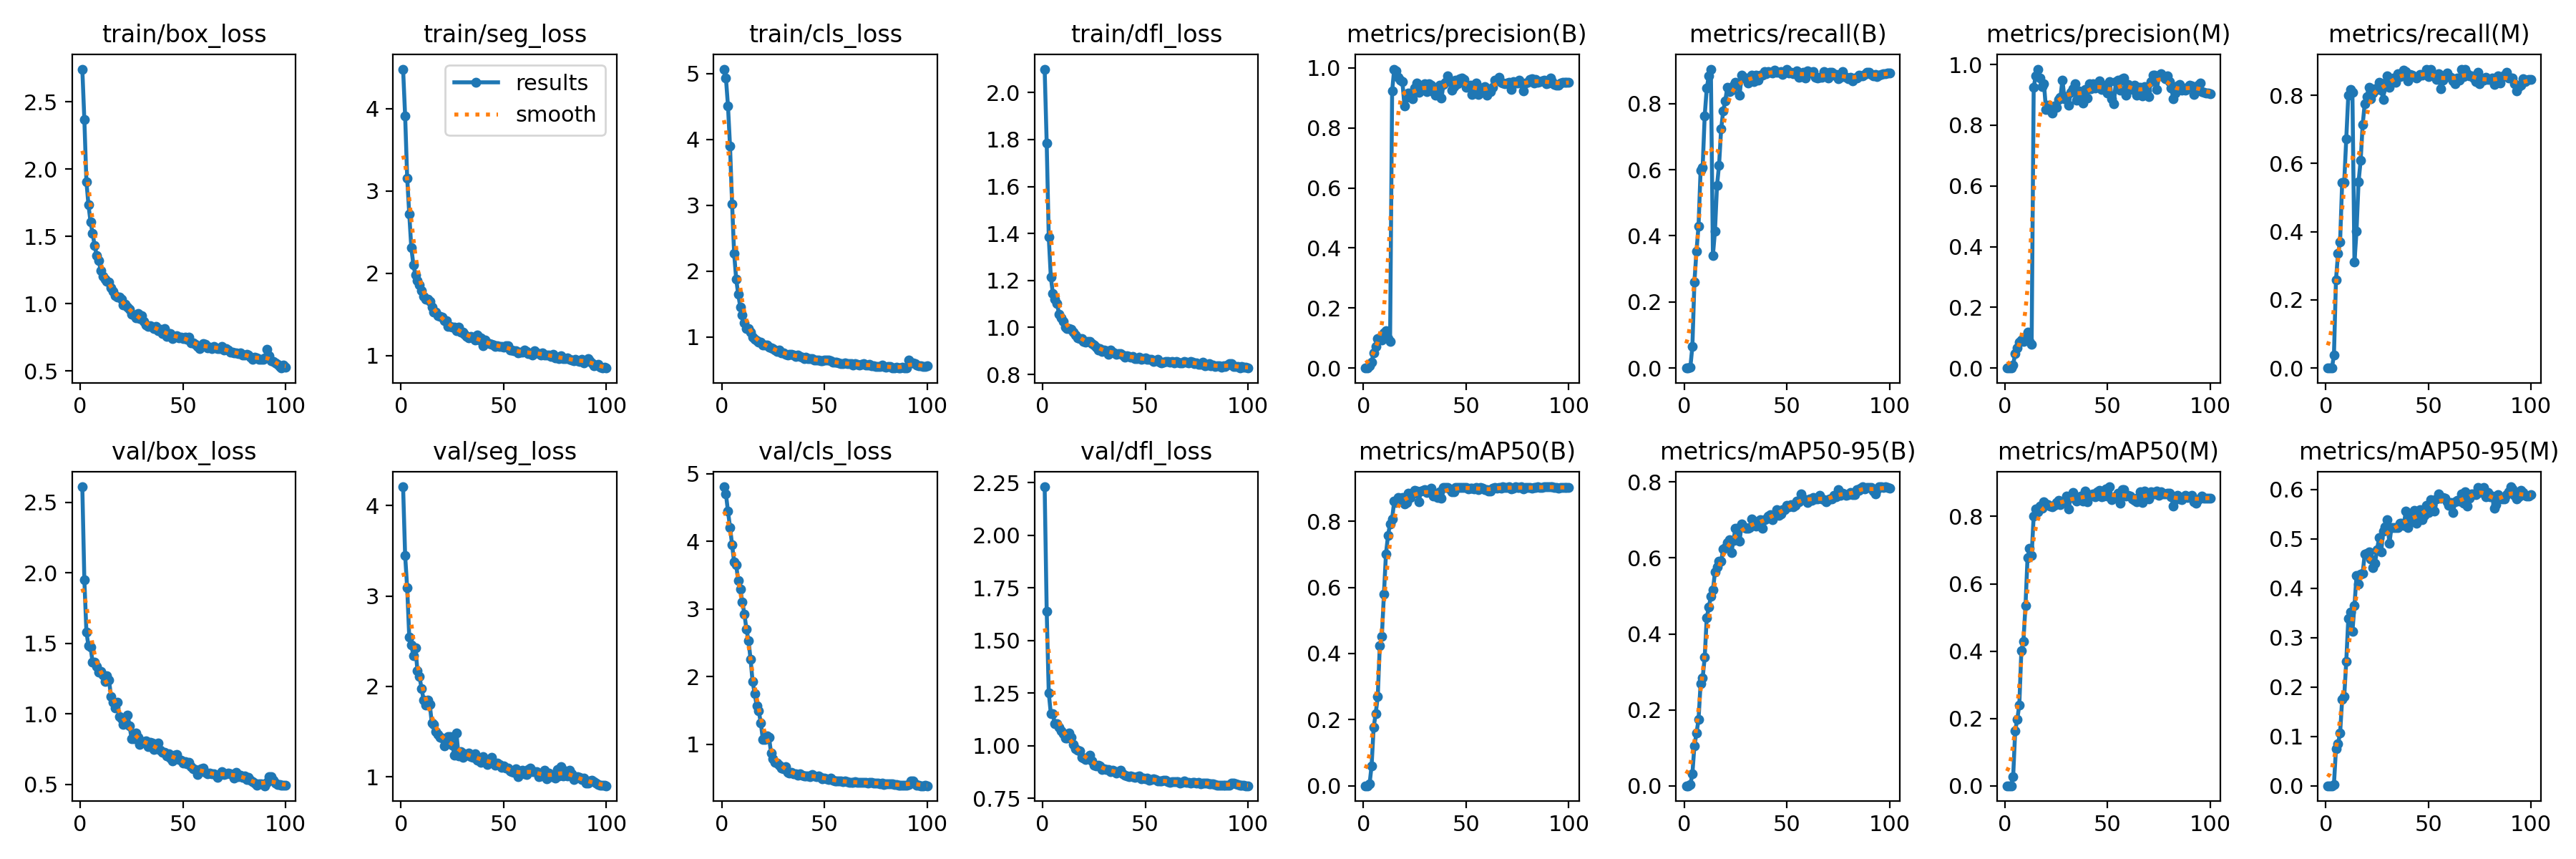 train/box_loss
2.5
2.0
1.5
1.0
0.5
0 50 100
train/seg_loss
results
smooth
4
3
2
1
0 50 100
train/cls_loss
5
4
3
2
1
0 50 100
train/dfl_loss
2.0
1.8
1.6
1.4
1.2
1.0
0.8
0 50 100
metrics/precision(B)
1.0
0.8
0.6
0.4
0.2
0.0
0 50 100
metrics/recall(B)
0.8
0.6
0.4
0.2
0.0
0 50 100
metrics/precision(M)
1.0
0.8
0.6
0.4
0.2
0.0
0 50 100
metrics/recall(M)
0.8
0.6
0.4
0.2
0.0
0 50 100
val/box_loss
2.5
2.0
1.5
1.0
0.5
0 50 100
val/seg_loss
4
3
2
1
0 50 100
val/cls_loss
5
4
3
2
1
0 50 100
val/dfl_loss
2.25
2.00
1.75
1.50
1.25
1.00
0.75
0 50 100
metrics/mAP50(B)
0.8
0.6
0.4
0.2
0.0
0 50 100
metrics/mAP50-95(B)
0.8
0.6
0.4
0.2
0.0
0 50 100
metrics/mAP50(M)
0.8
0.6
0.4
0.2
0.0
0 50 100
metrics/mAP50-95(M)
0.6
0.5
0.4
0.3
0.2
0.1
0.0
0 50 100